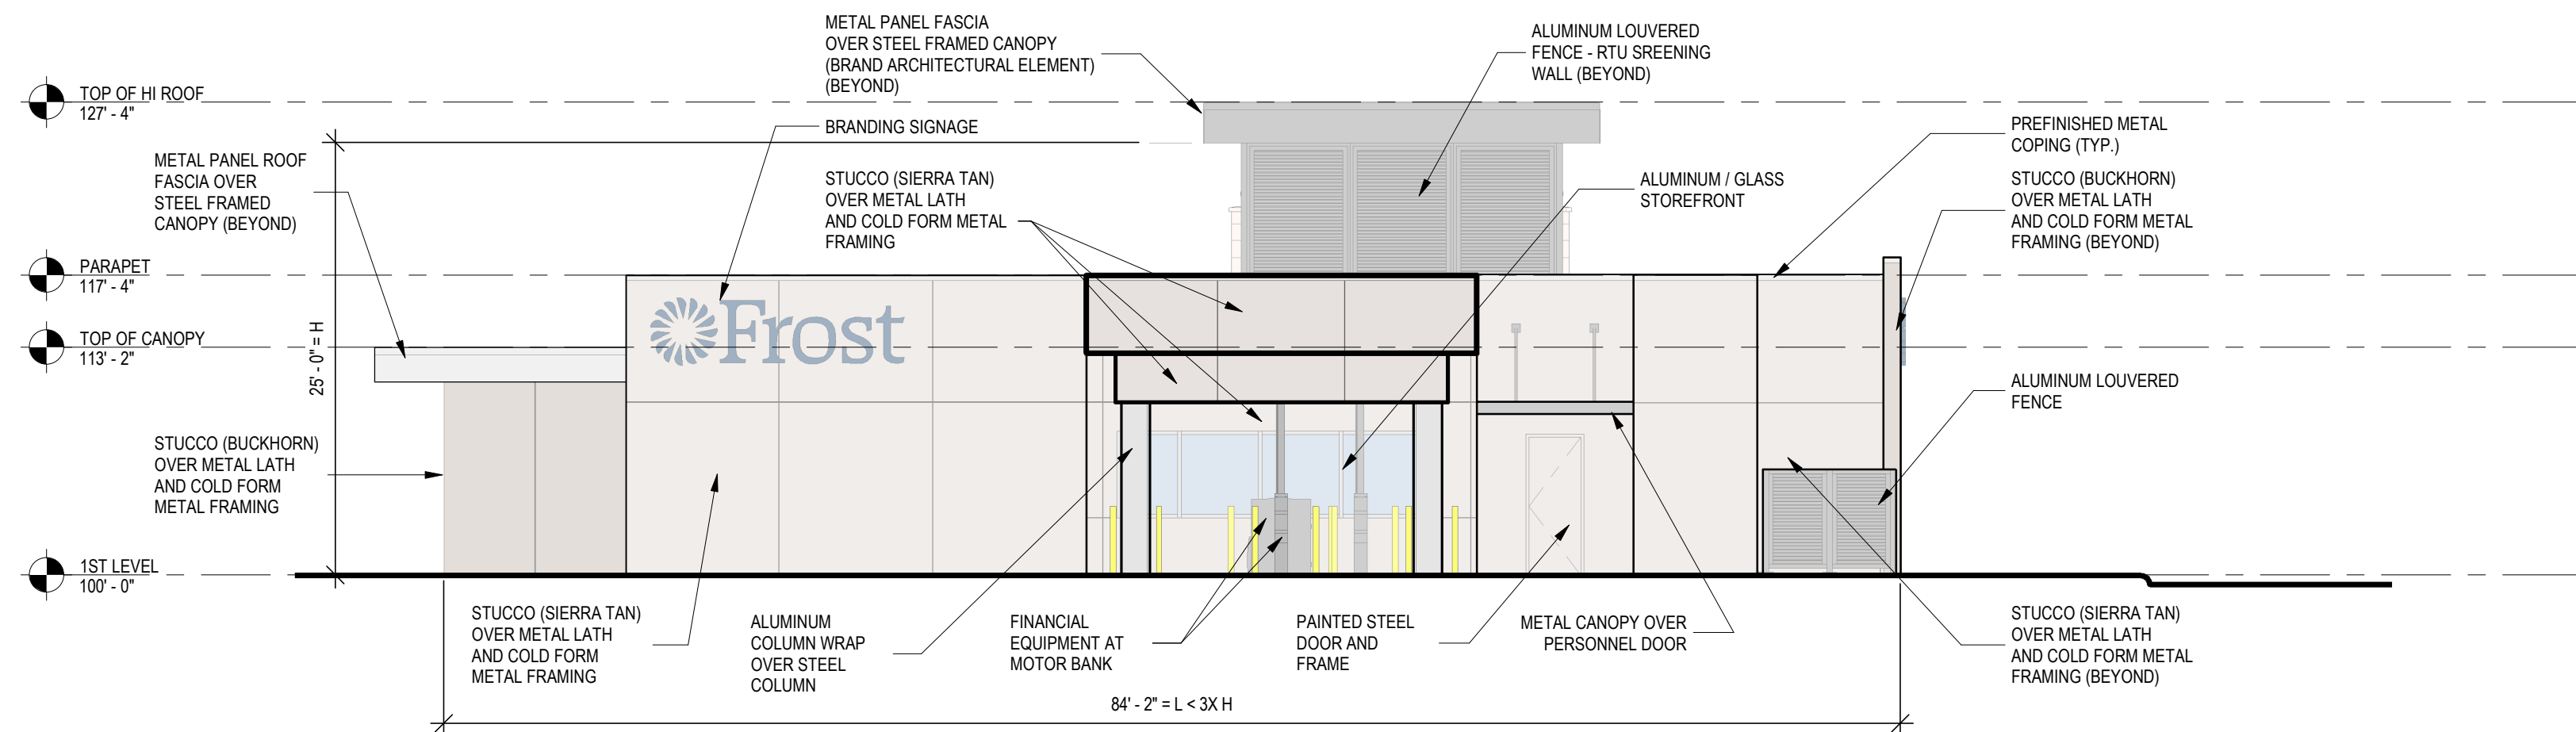 METAL PANEL FASCIA
OVER STEEL FRAMED CANOPY
(BRAND ARCHITECTURAL ELEMENT)
(BEYOND)
ALUMINUM LOUVERED
FENCE - RTU SREENING
WALL (BEYOND)
TOP OF HI ROOF
127' - 4"
BRANDING SIGNAGE
PREFINISHED METAL
COPING (TYP.)
METAL PANEL ROOF
FASCIA OVER
STEEL FRAMED
CANOPY (BEYOND)
STUCCO (SIERRA TAN)
OVER METAL LATH
AND COLD FORM METAL
FRAMING
ALUMINUM / GLASS
STOREFRONT
STUCCO (BUCKHORN)
OVER METAL LATH
AND COLD FORM METAL
FRAMING (BEYOND)
PARAPET
117' - 4"
TOP OF CANOPY
113' - 2"
25' - 0" = H
Frost
ALUMINUM LOUVERED
FENCE
STUCCO (BUCKHORN)
OVER METAL LATH
AND COLD FORM
METAL FRAMING
1ST LEVEL
100' - 0"
STUCCO (SIERRA TAN)
OVER METAL LATH
AND COLD FORM
METAL FRAMING
ALUMINUM
COLUMN WRAP
OVER STEEL
COLUMN
FINANCIAL
EQUIPMENT AT
MOTOR BANK
PAINTED STEEL
DOOR AND
FRAME
METAL CANOPY OVER
PERSONNEL DOOR
STUCCO (SIERRA TAN)
OVER METAL LATH
AND COLD FORM METAL
FRAMING (BEYOND)
84' - 2" = L < 3X H